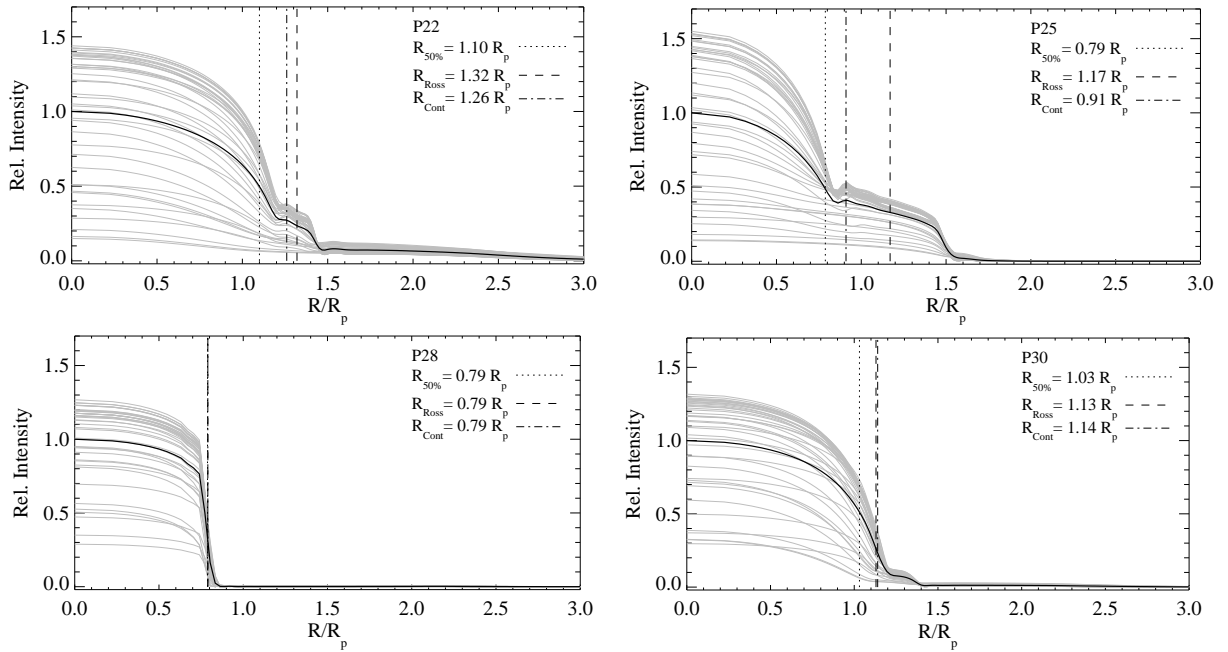 P22
R50% = 1.10 Rp
RRoss = 1.32 Rp
RCont = 1.26 Rp
Rel. Intensity
1.5
1.0
0.5
0.0
0.0 0.5 1.0 1.5 2.0 2.5 3.0
R/Rp
P25
R50% = 0.79 Rp
RRoss = 1.17 Rp
RCont = 0.91 Rp
Rel. Intensity
1.5
1.0
0.5
0.0
0.0 0.5 1.0 1.5 2.0 2.5 3.0
R/Rp
P28
R50% = 0.79 Rp
RRoss = 0.79 Rp
RCont = 0.79 Rp
Rel. Intensity
1.5
1.0
0.5
0.0
0.0 0.5 1.0 1.5 2.0 2.5 3.0
R/Rp
P30
R50% = 1.03 Rp
RRoss = 1.13 Rp
RCont = 1.14 Rp
Rel. Intensity
1.5
1.0
0.5
0.0
0.0 0.5 1.0 1.5 2.0 2.5 3.0
R/Rp